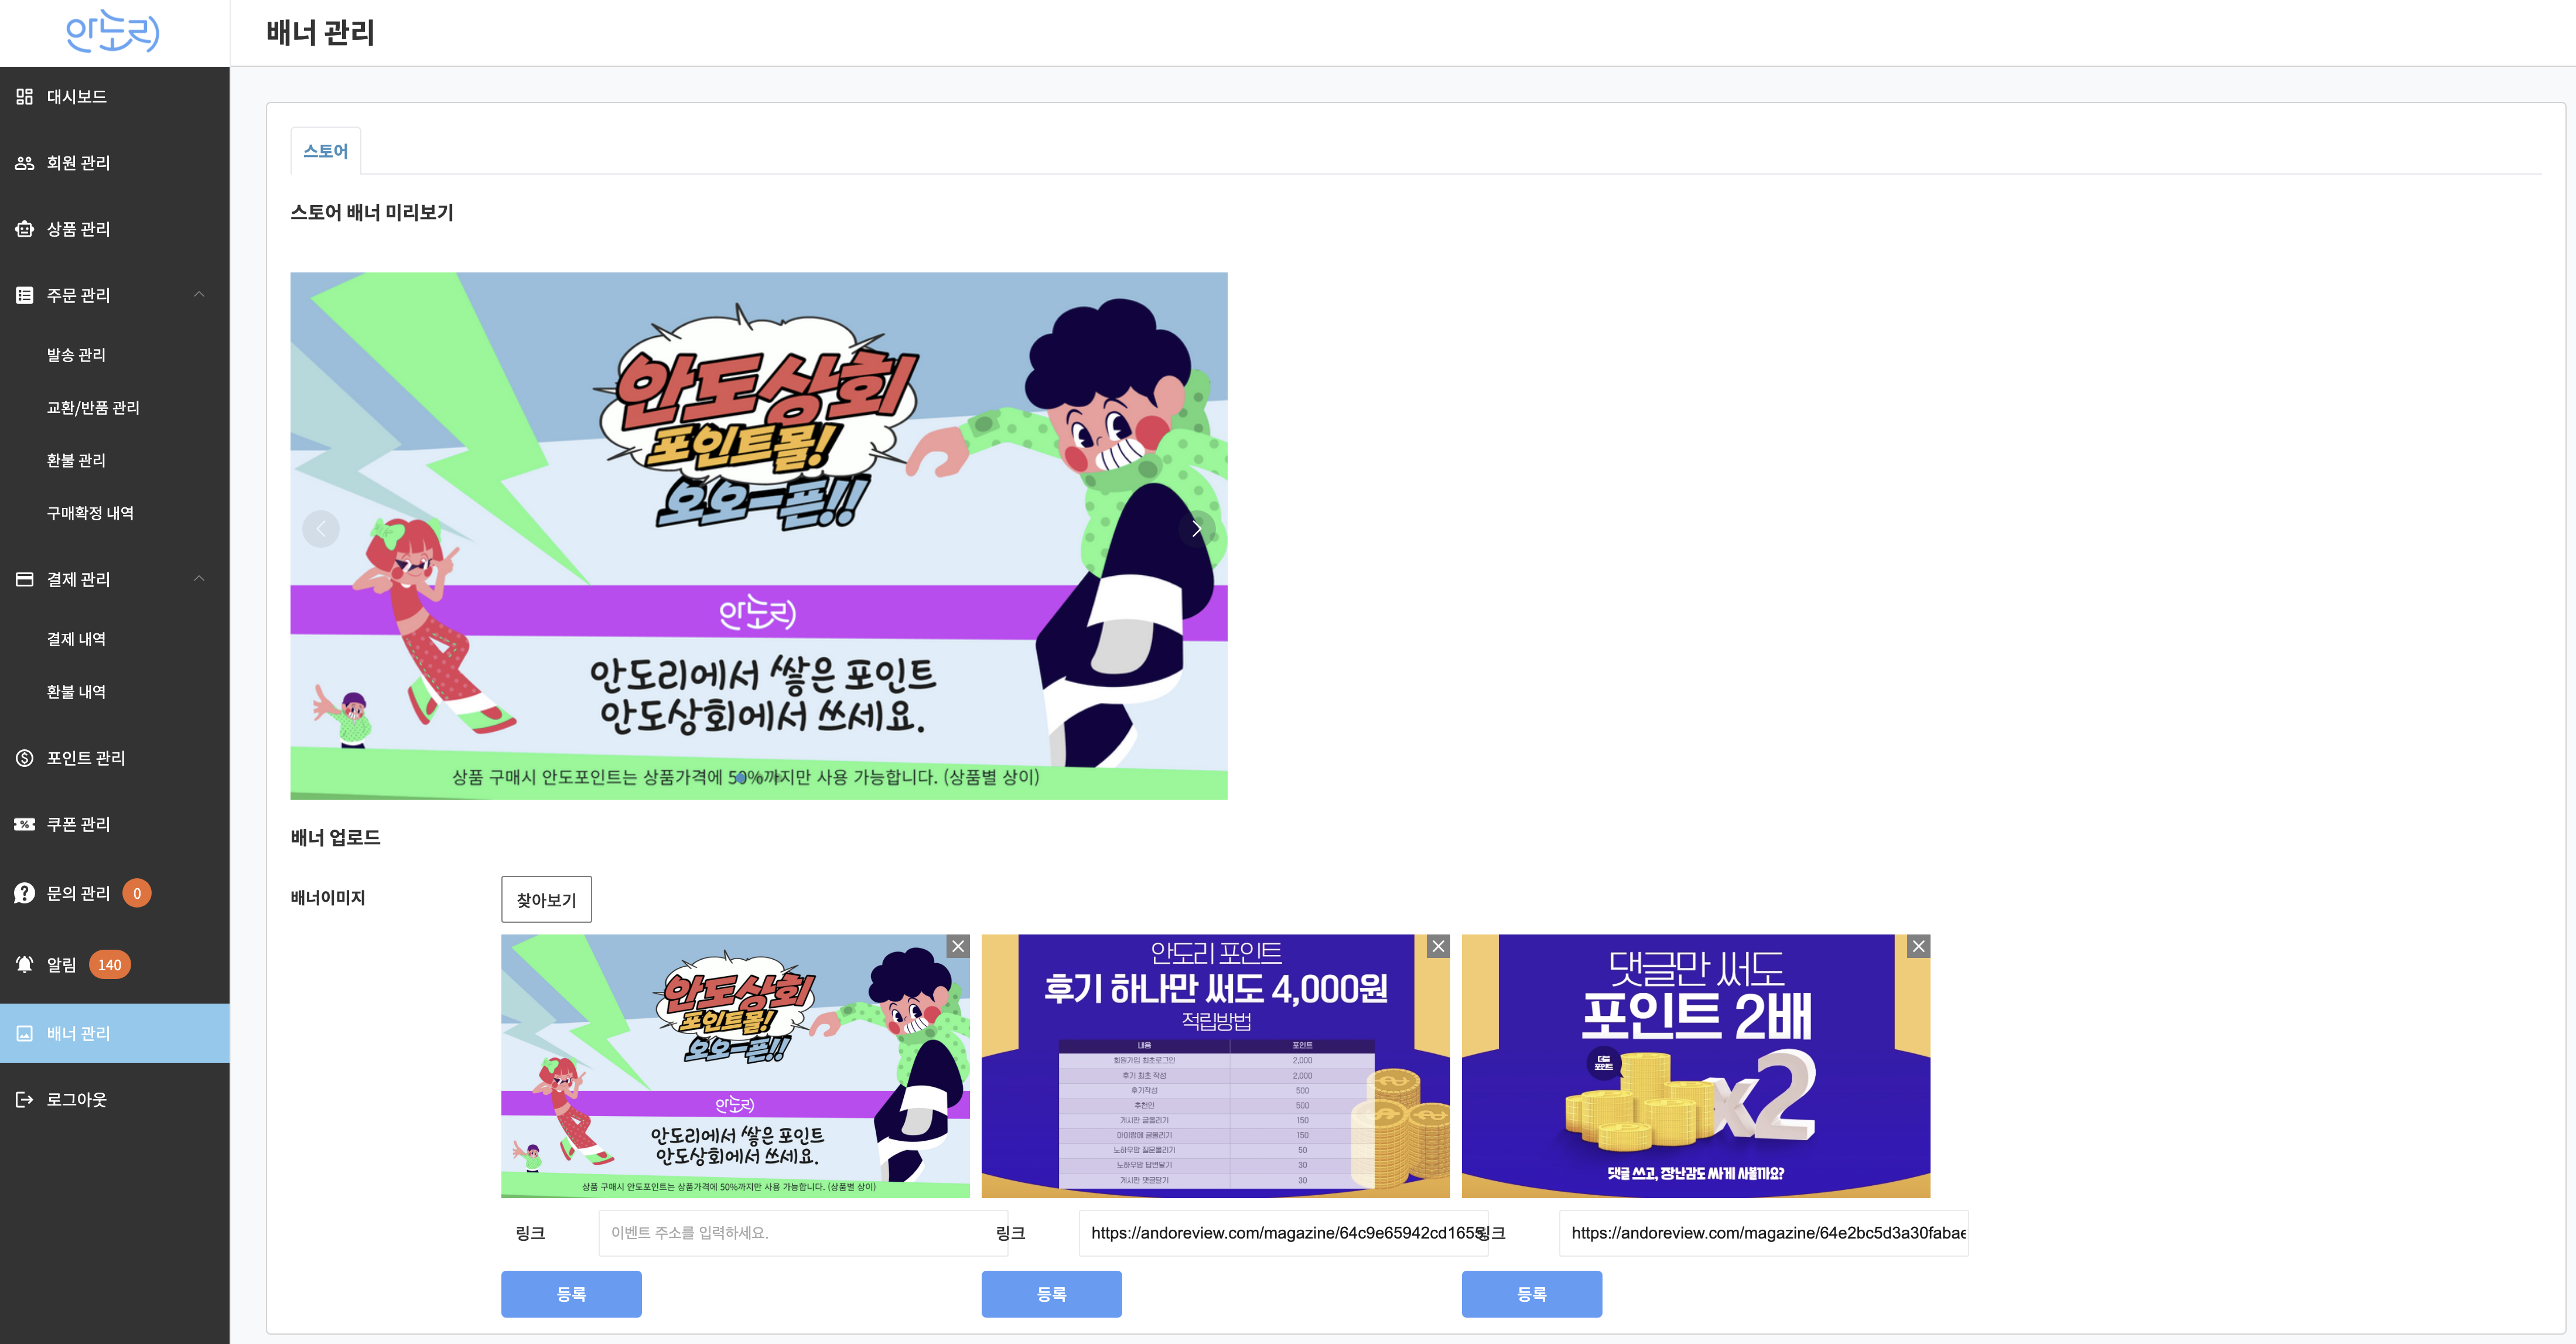 안도리
배너 관리
대시보드
회원 관리
상품 관리
주문 관리
발송 관리
교환/반품 관리
환불 관리
구매확정 내역
결제 관리
결제 내역
환불 내역
포인트 관리
쿠폰 관리
문의 관리 0
알림 140
배너 관리
로그아웃
스토어
스토어 배너 미리보기
안도상회
포인트몰!
오오-픈!!
안도리
안도리에서 쌓은 포인트
안도상회에서 쓰세요.
상품 구매시 안도포인트는 상품가격에 50%까지만 사용 가능합니다. (상품별 상이)
배너 업로드
배너이미지
찾아보기
안도상회
포인트몰!
오오-픈!!
안도리
안도리에서 쌓은 포인트
안도상회에서 쓰세요.
상품 구매시 안도포인트는 상품가격에 50%까지만 사용 가능합니다. (상품별 상이)
안도리 포인트
후기 하나만 써도 4,000원
적립방법
내용 포인트
회원가입 최초로그인 2,000
후기 최초 작성 2,000
후기작성 500
추천인 500
게시판 글올리기 150
아이함께 글올리기 150
노하우맘 질문올리기 50
노하우맘 답변달기 30
게시판 댓글달기 30
댓글만 써도
포인트 2배
더블
포인트
x2
댓글 쓰고, 장난감도 싸게 사볼까요?
링크 이벤트 주소를 입력하세요.
링크 https://andoreview.com/magazine/64c9e65942cd1655
링크 https://andoreview.com/magazine/64e2bc5d3a30fabae
등록
등록
등록